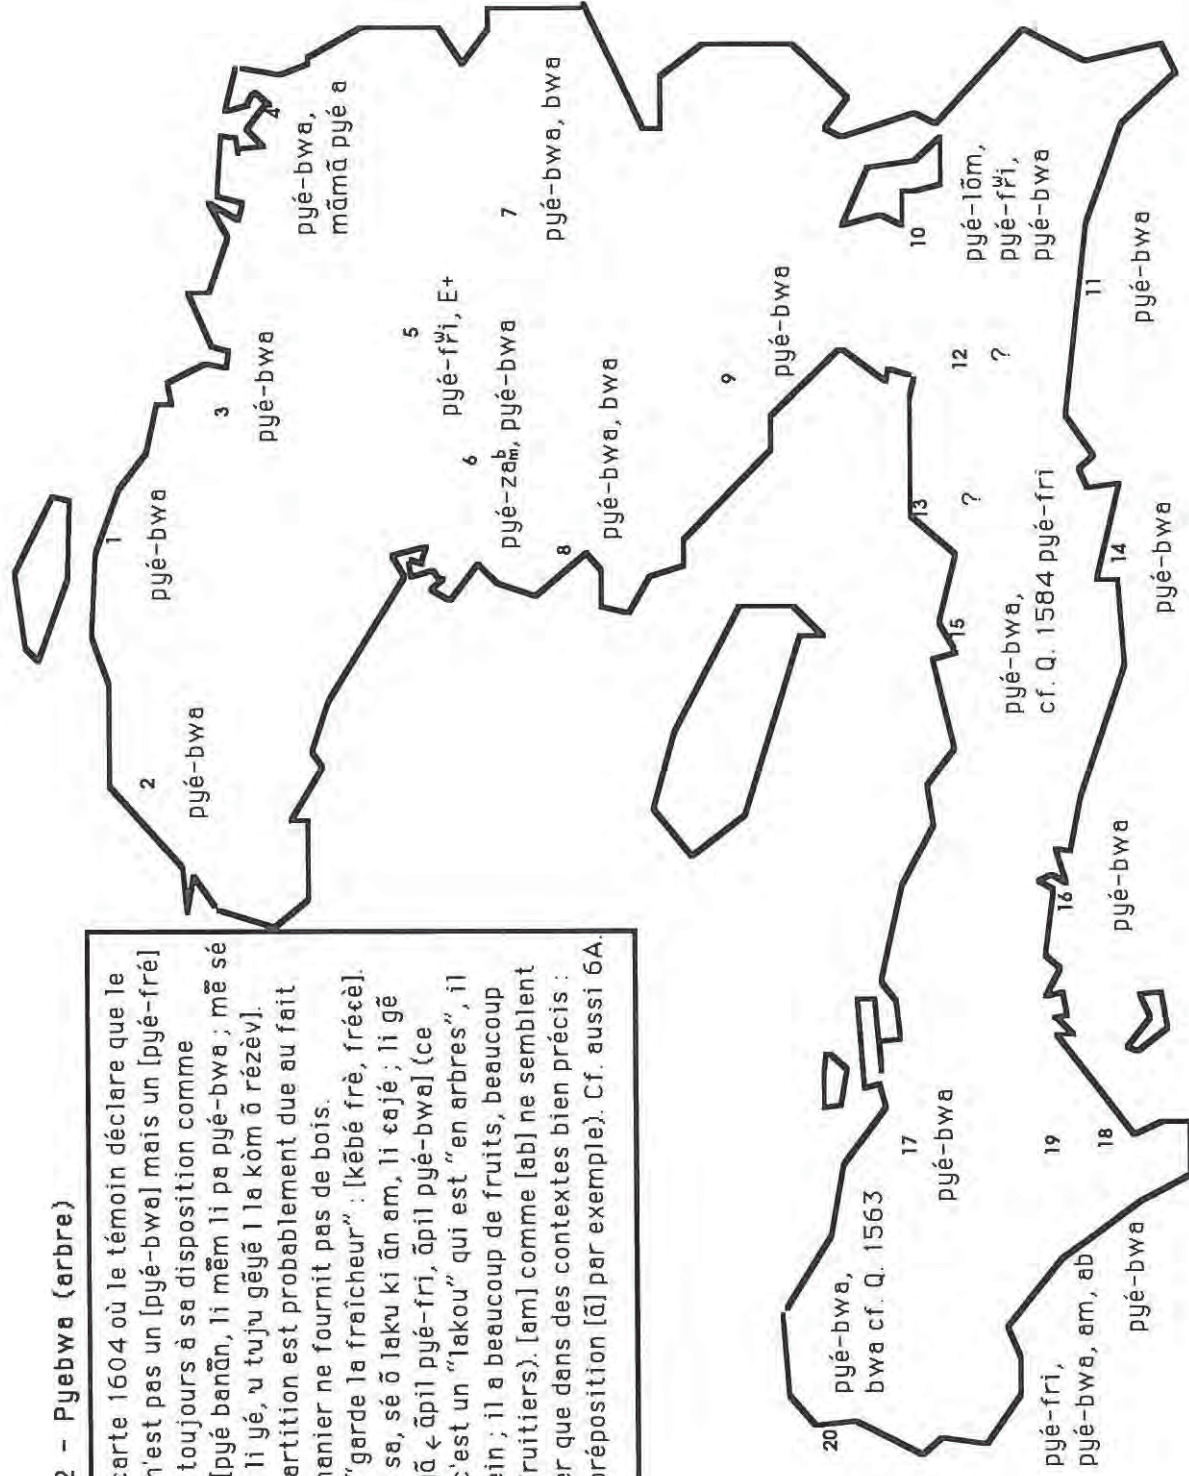 2 - Pyebwa (arbre)
carte 1604 où le témoin déclare que le
n'est pas un [pyé-bwa] mais un [pyé-fré]
toujours à sa disposition comme
[pyé banãn, li mẽm li pa pyé-bwa ; mẽ sé
li yé, u tuju gẽyẽ l la kòm õ rézèv].
artition est probablement due au fait
anier ne fournit pas de bois.
"garde la fraîcheur" : [kẽbé frè, fréɛè].
sa, sé õ laku ki ãn am, li ɛajé ; li gẽ
ã ← ãpil pyé-fri, ãpil pyé-bwa] (ce
c'est un "lakou" qui est "en arbres", il
ein ; il a beaucoup de fruits, beaucoup
fruitiers). [am] comme [ab] ne semblent
er que dans des contextes bien précis :
préposition [ã] par exemple). Cf. aussi 6A.
1
pyé-bwa
2
pyé-bwa
3
pyé-bwa
4
pyé-bwa,
mãmã pyé a
5
pyé-fʷri, E+
6
pyé-zaᵇm, pyé-bwa
7
pyé-bwa, bwa
8
pyé-bwa, bwa
9
pyé-bwa
10
pyé-lõm,
pyé-fʷri,
pyé-bwa
11
pyé-bwa
12
?
13
?
14
pyé-bwa
15
pyé-bwa,
cf. Q. 1584 pyé-fri
16
pyé-bwa
17
pyé-bwa
18
pyé-bwa
19
pyé-fri,
pyé-bwa, am, ab
20
pyé-bwa,
bwa cf. Q. 1563